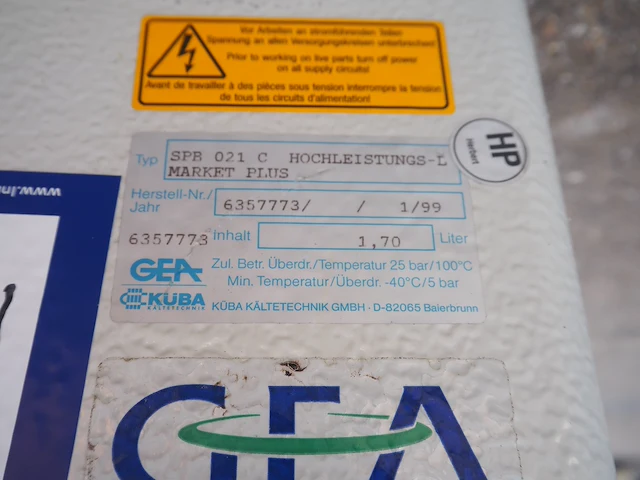 Vor Arbeiten an stromführenden Teilen
Spannung an allen Versorgungskreisen unterbrechen!
Prior to working on live parts turn off power
on all supply circuits!
Avant de travailler à des pièces sous tension interrompre la tension
de tous les circuits d'alimentation!
Typ SPB 021 C HOCHLEISTUNGS-L
MARKET PLUS
HP
Herbert
Herstell-Nr./
Jahr 6357773/ / 1/99
6357773 Inhalt 1,70 Liter
GEA Zul. Betr. Überdr./Temperatur 25 bar/100°C
Min. Temperatur/Überdr. -40°C/5 bar
KÜBA
KÄLTETECHNIK
KÜBA KÄLTETECHNIK GMBH · D-82065 Baierbrunn
GEA